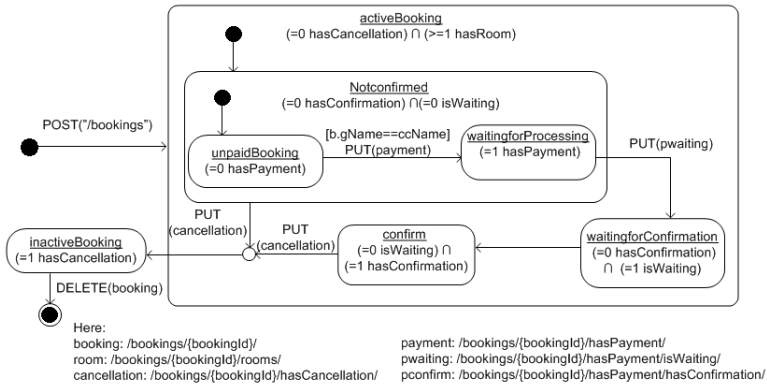 activeBooking
(=0 hasCancellation) ∩ (>=1 hasRoom)
Notconfirmed
(=0 hasConfirmation) ∩(=0 isWaiting)
POST("/bookings")
unpaidBooking
(=0 hasPayment)
[b.gName==ccName]
PUT(payment)
waitingforProcessing
(=1 hasPayment)
PUT(pwaiting)
PUT
(cancellation)
PUT
(cancellation)
confirm
(=0 isWaiting) ∩
(=1 hasConfirmation)
waitingforConfirmation
(=0 hasConfirmation)
∩ (=1 isWaiting)
inactiveBooking
(=1 hasCancellation)
DELETE(booking)
Here:
booking: /bookings/{bookingId}/
room: /bookings/{bookingId}/rooms/
cancellation: /bookings/{bookingId}/hasCancellation/
payment: /bookings/{bookingId}/hasPayment/
pwaiting: /bookings/{bookingId}/hasPayment/isWaiting/
pconfirm: /bookings/{bookingId}/hasPayment/hasConfirmation/